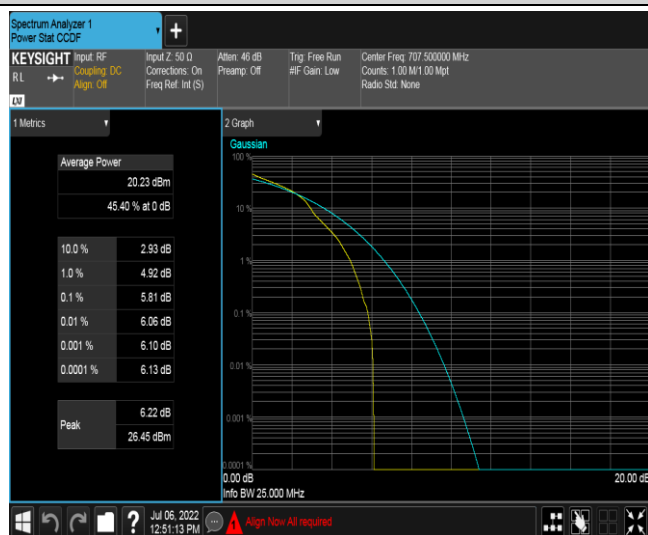 Spectrum Analyzer 1
Power Stat CCDF
+
KEYSIGHT Input: RF Input Z: 50 Ω Atten: 46 dB Trig: Free Run Center Freq: 707.500000 MHz
RL Coupling: DC Corrections: On Preamp: Off #IF Gain: Low Counts: 1.00 M/1.00 Mpt
Align: Off Freq Ref: Int (S) Radio Std: None
LXI
1 Metrics
Average Power
20.23 dBm
45.40 % at 0 dB
10.0 % 2.93 dB
1.0 % 4.92 dB
0.1 % 5.81 dB
0.01 % 6.06 dB
0.001 % 6.10 dB
0.0001 % 6.13 dB
Peak 6.22 dB
26.45 dBm
2 Graph
Gaussian
100 %
10 %
1 %
0.1 %
0.01 %
0.001 %
0.0001 %
0.00 dB 20.00 dB
Info BW 25.000 MHz
? Jul 06, 2022
12:51:13 PM
Align Now All required